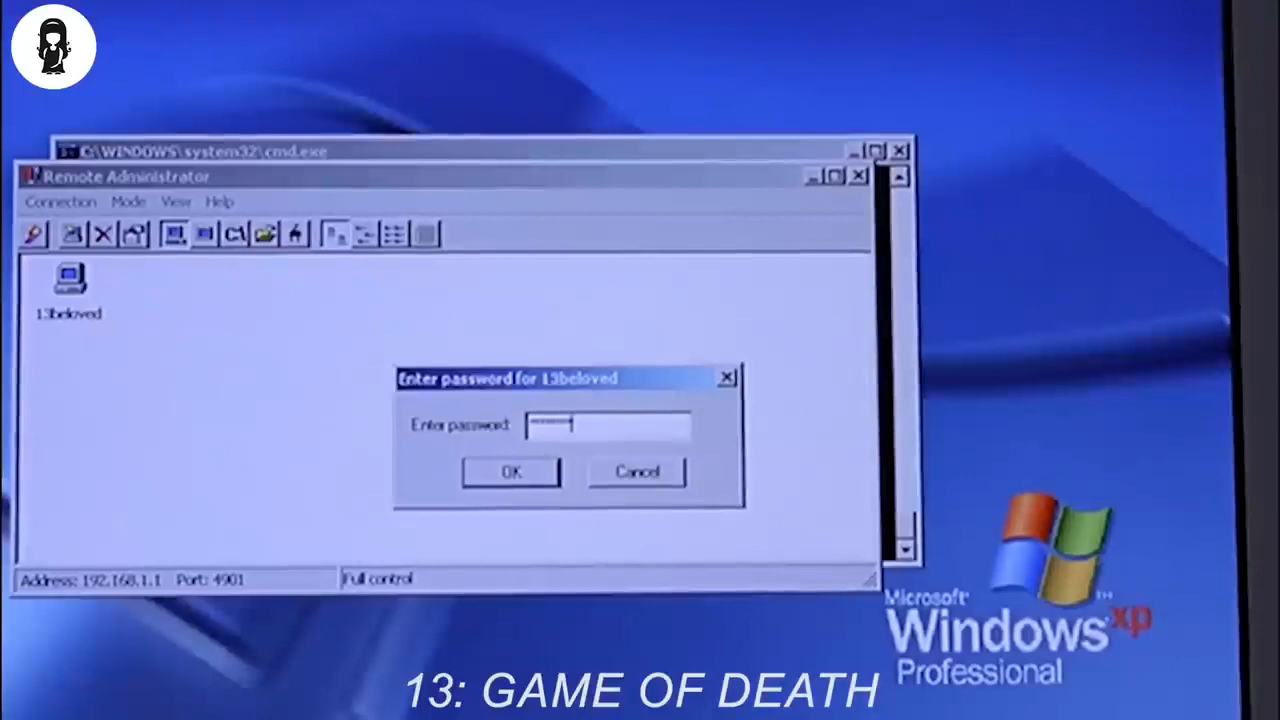 C:\WINDOWS\system32\cmd.exe
Remote Administrator
Connection Mode View Help
C:\
13beloved
Enter password for 13beloved
Enter password:
OK Cancel
Address: 192.168.1.1 Port: 4901 Full control
Microsoft
Windows xp
Professional
13: GAME OF DEATH